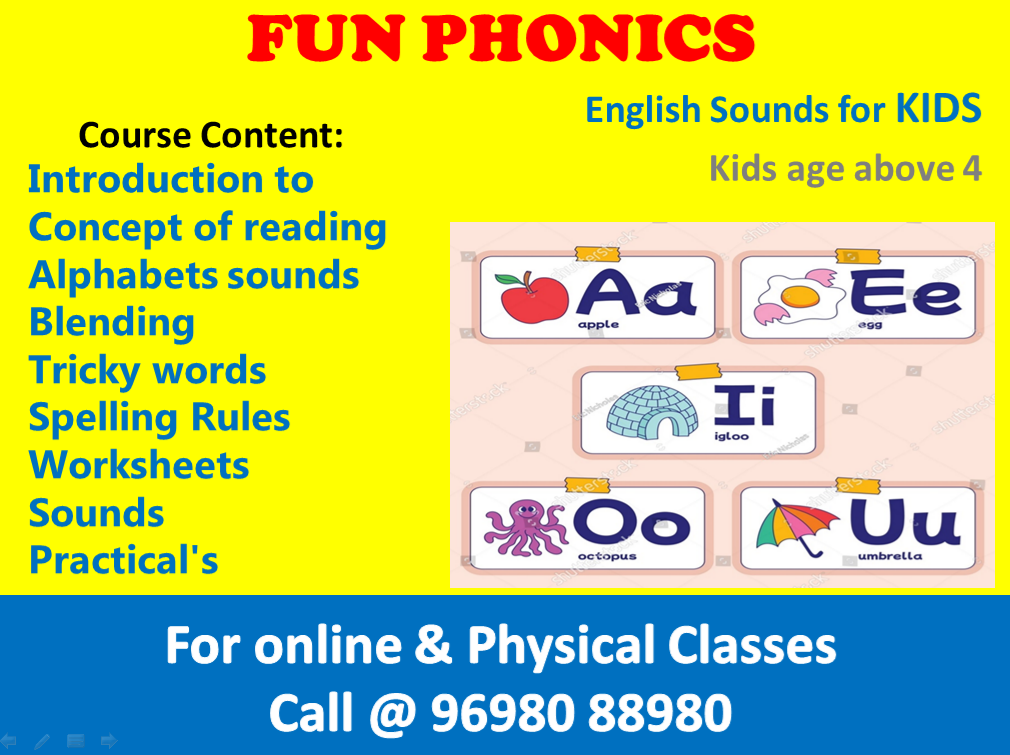 FUN PHONICS
English Sounds for KIDS
Kids age above 4
Course Content:
Introduction to
Concept of reading
Alphabets sounds
Blending
Tricky words
Spelling Rules
Worksheets
Sounds
Practical's
Aa
apple
Ee
egg
Ii
igloo
Oo
octopus
Uu
umbrella
For online & Physical Classes
Call @ 96980 88980